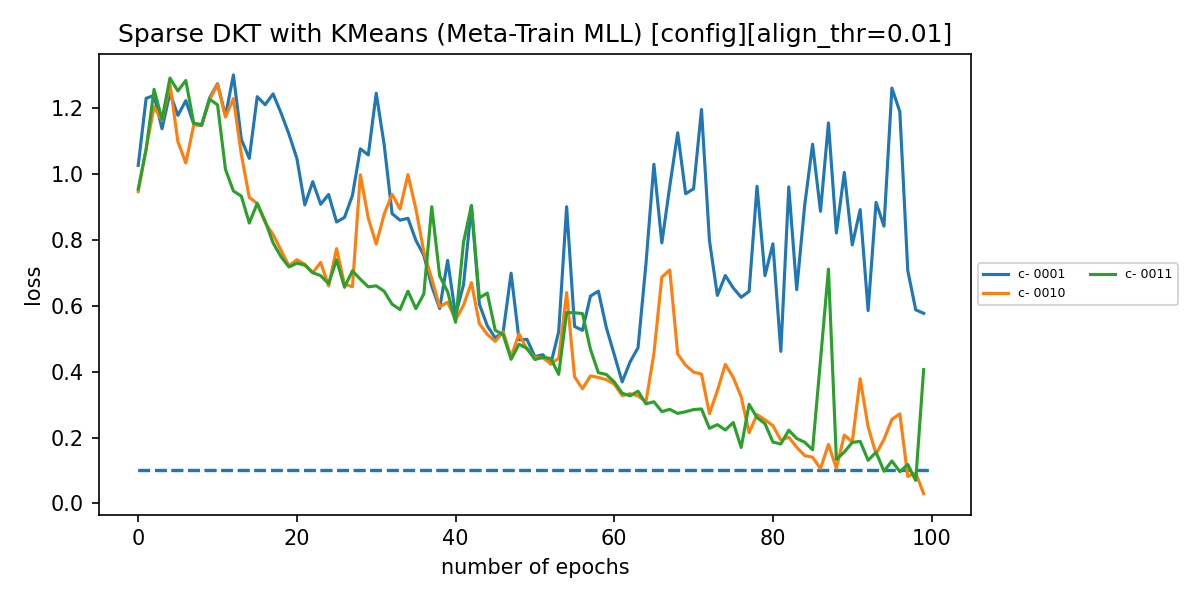 Sparse DKT with KMeans (Meta-Train MLL) [config][align_thr=0.01]
loss
1.2
1.0
0.8
0.6
0.4
0.2
0.0
0 20 40 60 80 100
number of epochs
c- 0001 c- 0011
c- 0010